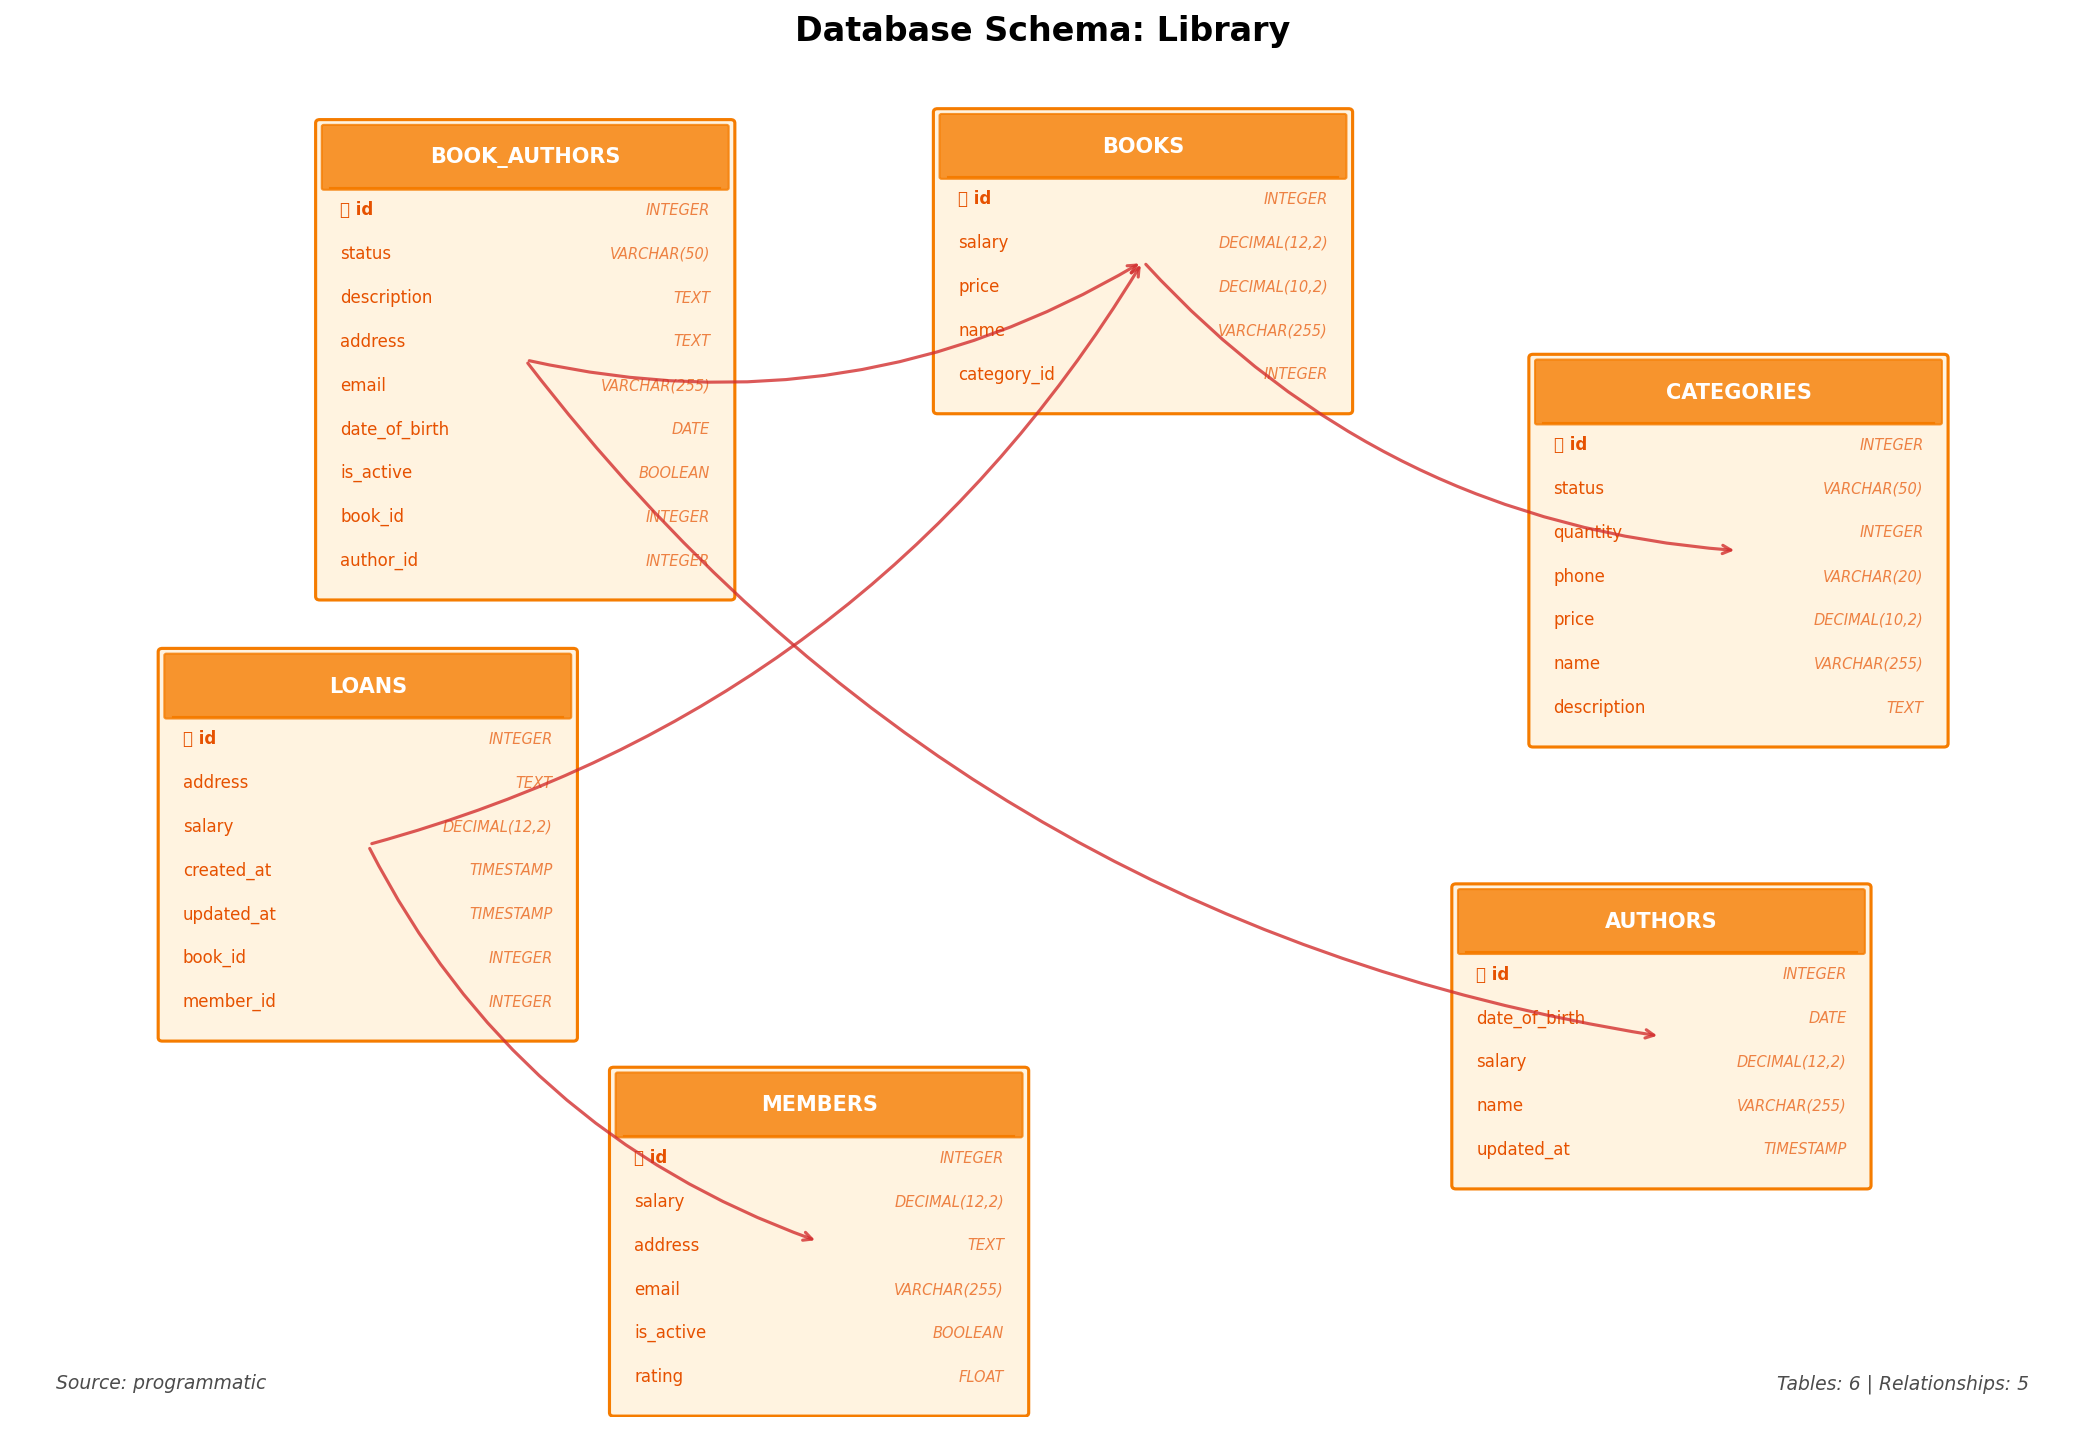 Database Schema: Library
BOOK_AUTHORS
id INTEGER
status VARCHAR(50)
description TEXT
address TEXT
email VARCHAR(255)
date_of_birth DATE
is_active BOOLEAN
book_id INTEGER
author_id INTEGER
BOOKS
id INTEGER
salary DECIMAL(12,2)
price DECIMAL(10,2)
name VARCHAR(255)
category_id INTEGER
CATEGORIES
id INTEGER
status VARCHAR(50)
quantity INTEGER
phone VARCHAR(20)
price DECIMAL(10,2)
name VARCHAR(255)
description TEXT
LOANS
id INTEGER
address TEXT
salary DECIMAL(12,2)
created_at TIMESTAMP
updated_at TIMESTAMP
book_id INTEGER
member_id INTEGER
AUTHORS
id INTEGER
date_of_birth DATE
salary DECIMAL(12,2)
name VARCHAR(255)
updated_at TIMESTAMP
MEMBERS
id INTEGER
salary DECIMAL(12,2)
address TEXT
email VARCHAR(255)
is_active BOOLEAN
rating FLOAT
Source: programmatic
Tables: 6 | Relationships: 5